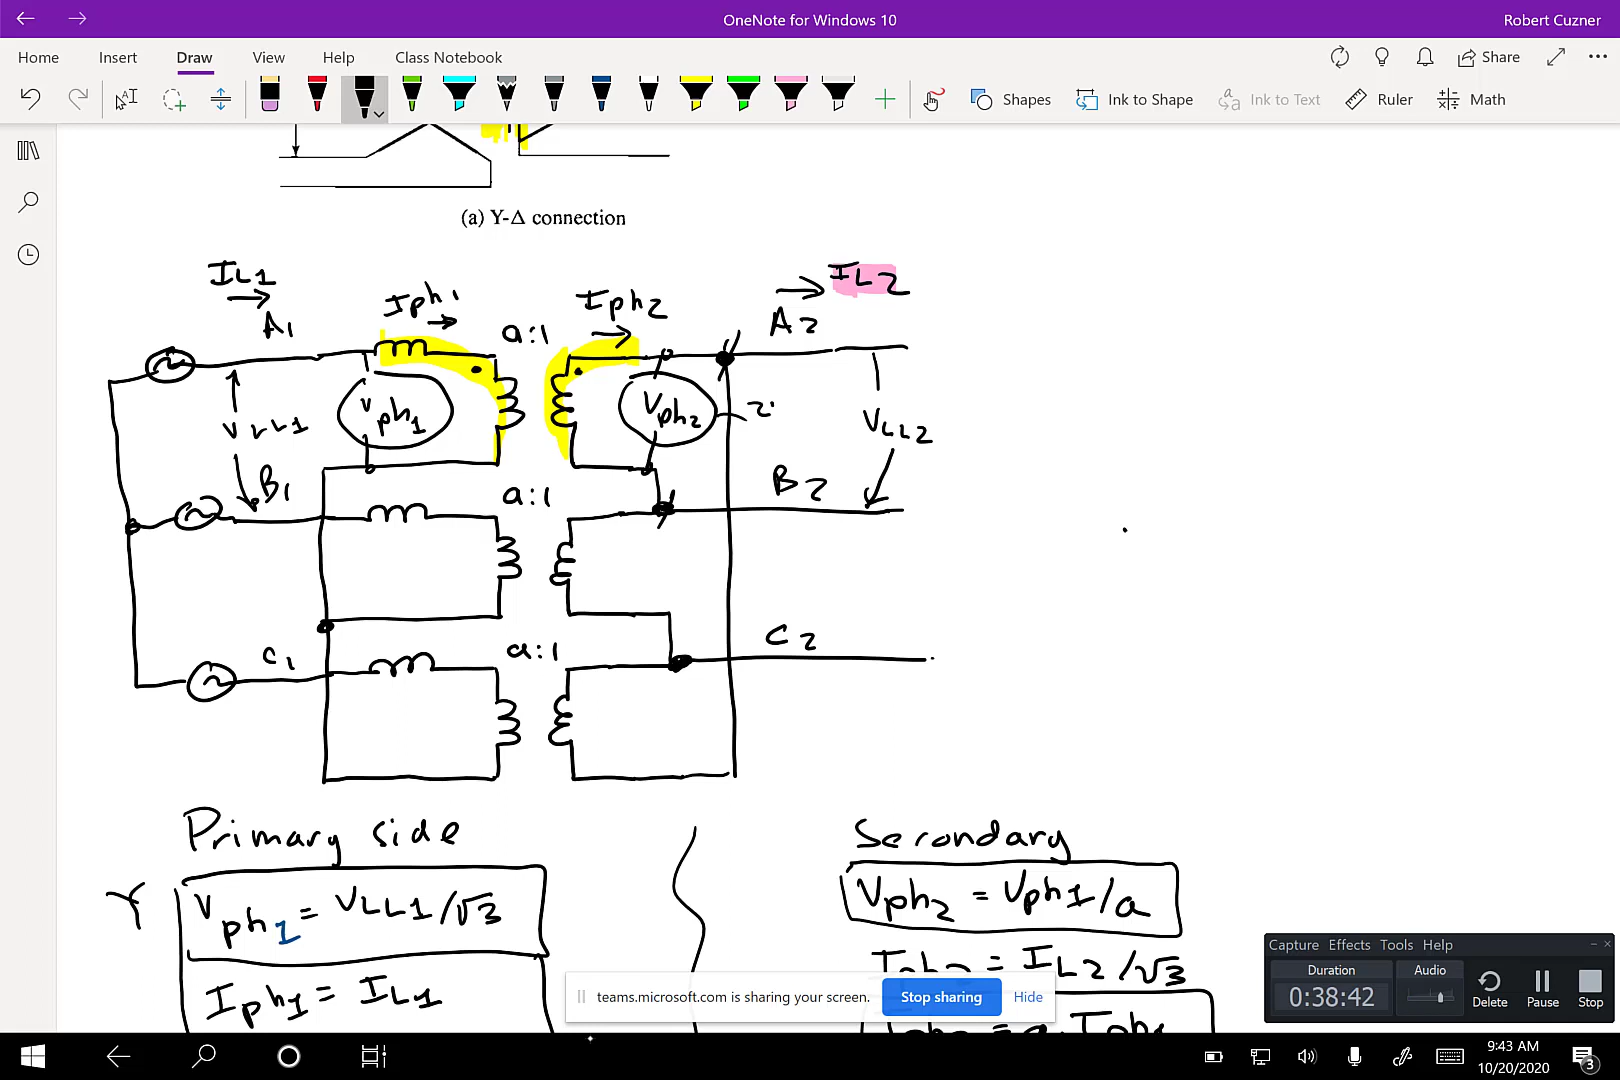 OneNote for Windows 10
Robert Cuzner
Home Insert Draw View Help Class Notebook
Share
Shapes Ink to Shape Ink to Text Ruler Math
(a) Y-Δ connection
IL1
Iph1
Iph2
IL2
A1
a:1
A2
VLL1
Vph1
Vph2
VLL2
B1
a:1
B2
C1
a:1
C2
Primary side
Secondary
Y
Vph1 = VLL1/√3
Vph2 = Vph1/a
Iph1 = IL1
Iph2 = IL2/√3
Iph2 = a · Iph1
teams.microsoft.com is sharing your screen. Stop sharing Hide
Capture Effects Tools Help
Duration Audio
0:38:42 Delete Pause Stop
9:43 AM
10/20/2020
3